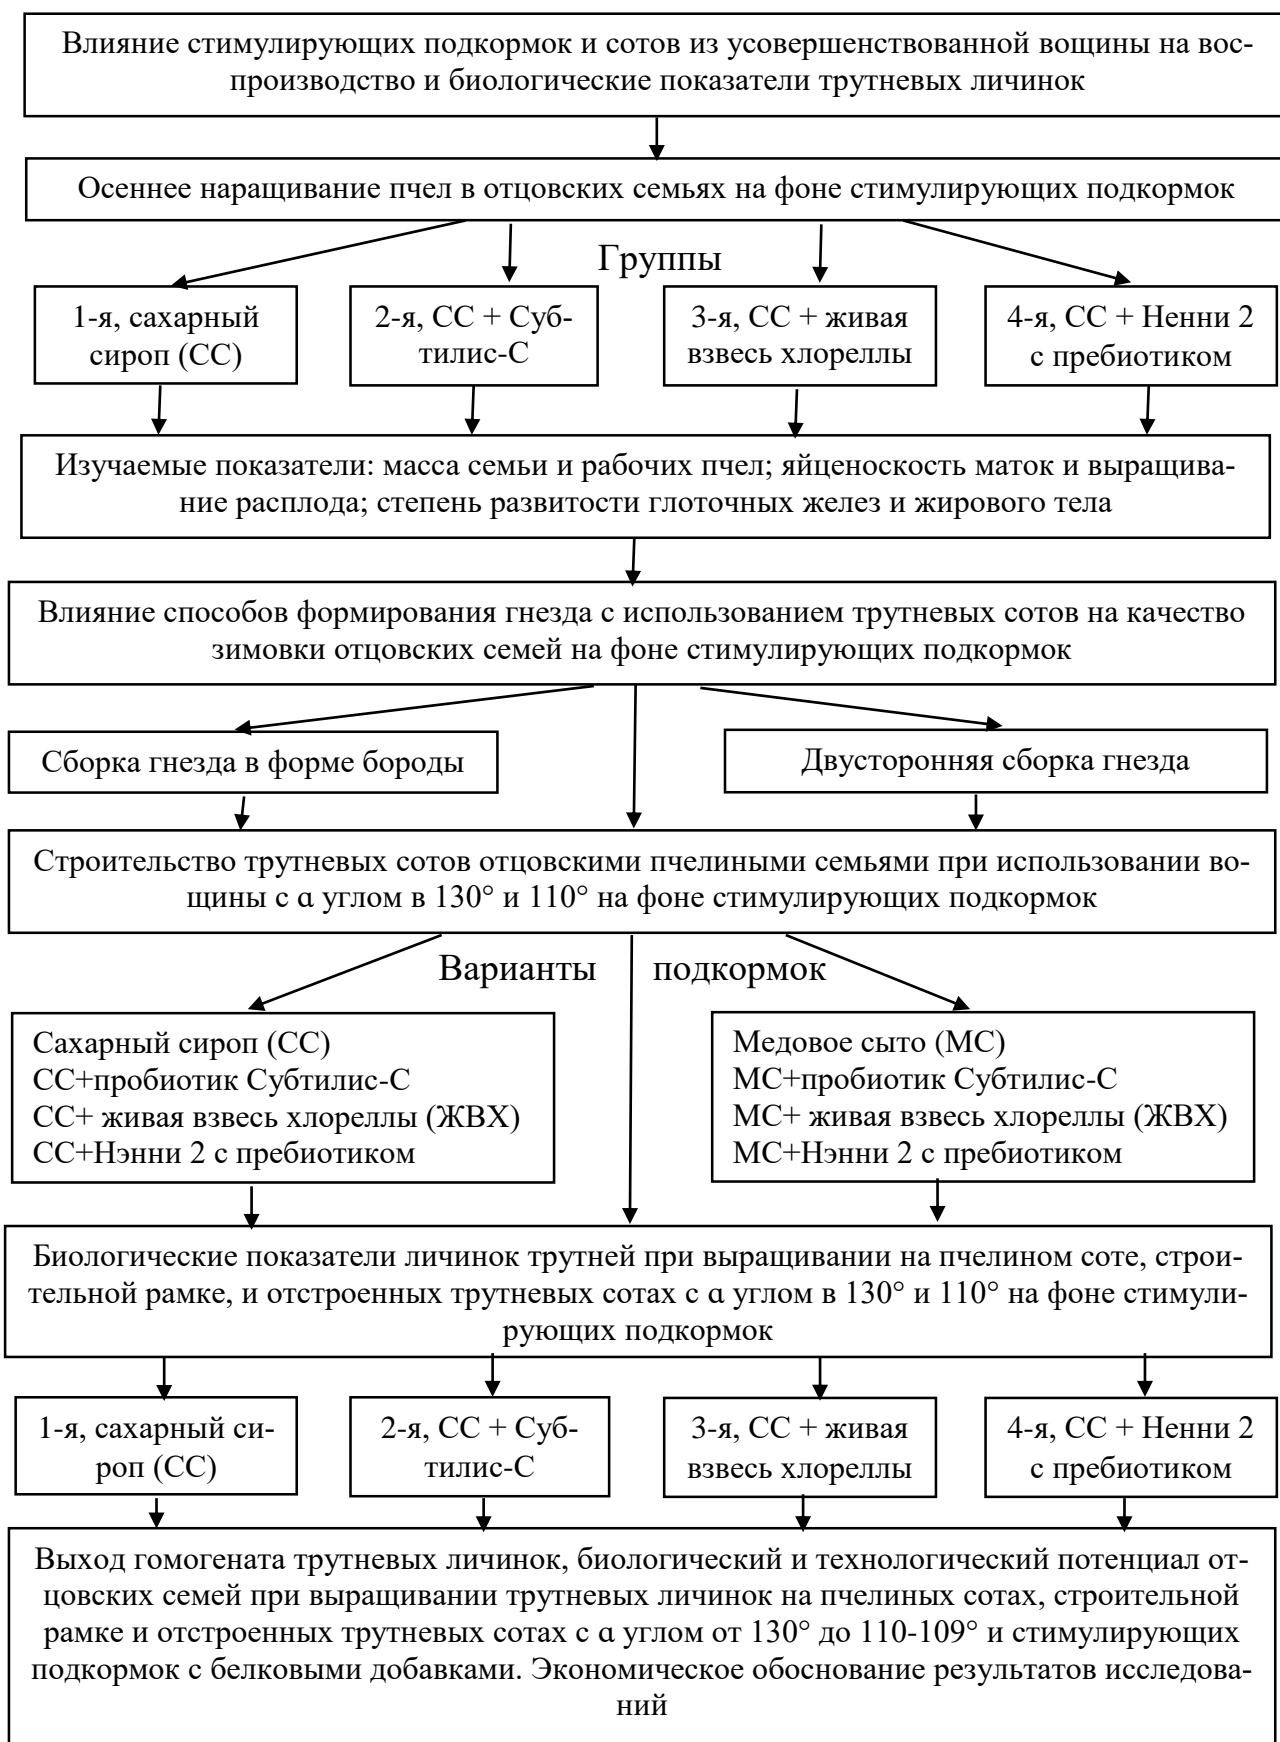 Влияние стимулирующих подкормок и сотов из усовершенствованной вощины на вос-
производство и биологические показатели трутневых личинок
Осеннее наращивание пчел в отцовских семьях на фоне стимулирующих подкормок
Группы
1-я, сахарный
сироп (СС)
2-я, СС + Суб-
тилис-С
3-я, СС + живая
взвесь хлореллы
4-я, СС + Ненни 2
с пребиотиком
Изучаемые показатели: масса семьи и рабочих пчел; яйценоскость маток и выращива-
ние расплода; степень развитости глоточных желез и жирового тела
Влияние способов формирования гнезда с использованием трутневых сотов на качество
зимовки отцовских семей на фоне стимулирующих подкормок
Сборка гнезда в форме бороды
Двусторонняя сборка гнезда
Строительство трутневых сотов отцовскими пчелиными семьями при использовании во-
щины с α углом в 130° и 110° на фоне стимулирующих подкормок
Варианты подкормок
Сахарный сироп (СС)
СС+пробиотик Субтилис-С
СС+ живая взвесь хлореллы (ЖВХ)
СС+Нэнни 2 с пребиотиком
Медовое сыто (МС)
МС+пробиотик Субтилис-С
МС+ живая взвесь хлореллы (ЖВХ)
МС+Нэнни 2 с пребиотиком
Биологические показатели личинок трутней при выращивании на пчелином соте, строи-
тельной рамке, и отстроенных трутневых сотах с α углом в 130° и 110° на фоне стимули-
рующих подкормок
1-я, сахарный си-
роп (СС)
2-я, СС + Суб-
тилис-С
3-я, СС + живая
взвесь хлореллы
4-я, СС + Ненни 2
с пребиотиком
Выход гомогената трутневых личинок, биологический и технологический потенциал от-
цовских семей при выращивании трутневых личинок на пчелиных сотах, строительной
рамке и отстроенных трутневых сотах с α углом от 130° до 110-109° и стимулирующих
подкормок с белковыми добавками. Экономическое обоснование результатов исследова-
ний